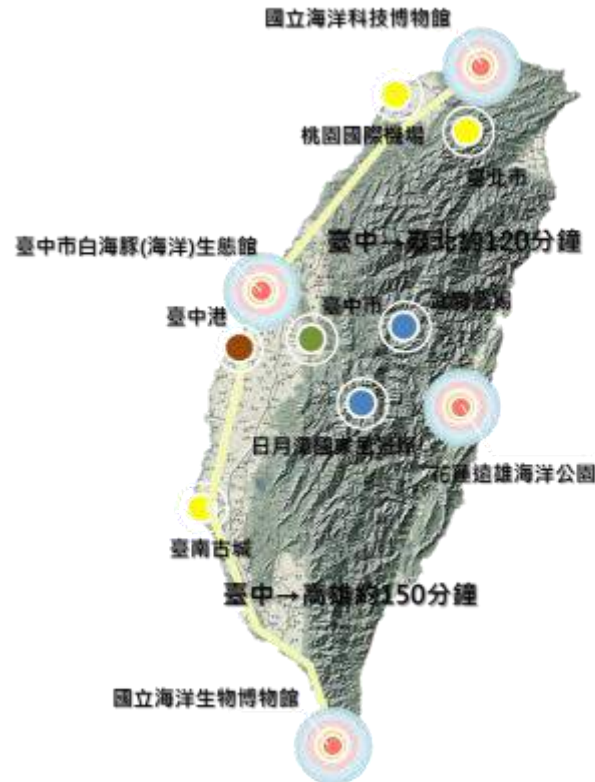 國立海洋科技博物館
桃園國際機場
臺北市
臺中→臺北約120分鐘
臺中市白海豚(海洋)生態館
臺中市
臺中港
日月潭國家
花蓮遠雄海洋公園
臺南古城
臺中→高雄約150分鐘
國立海洋生物博物館